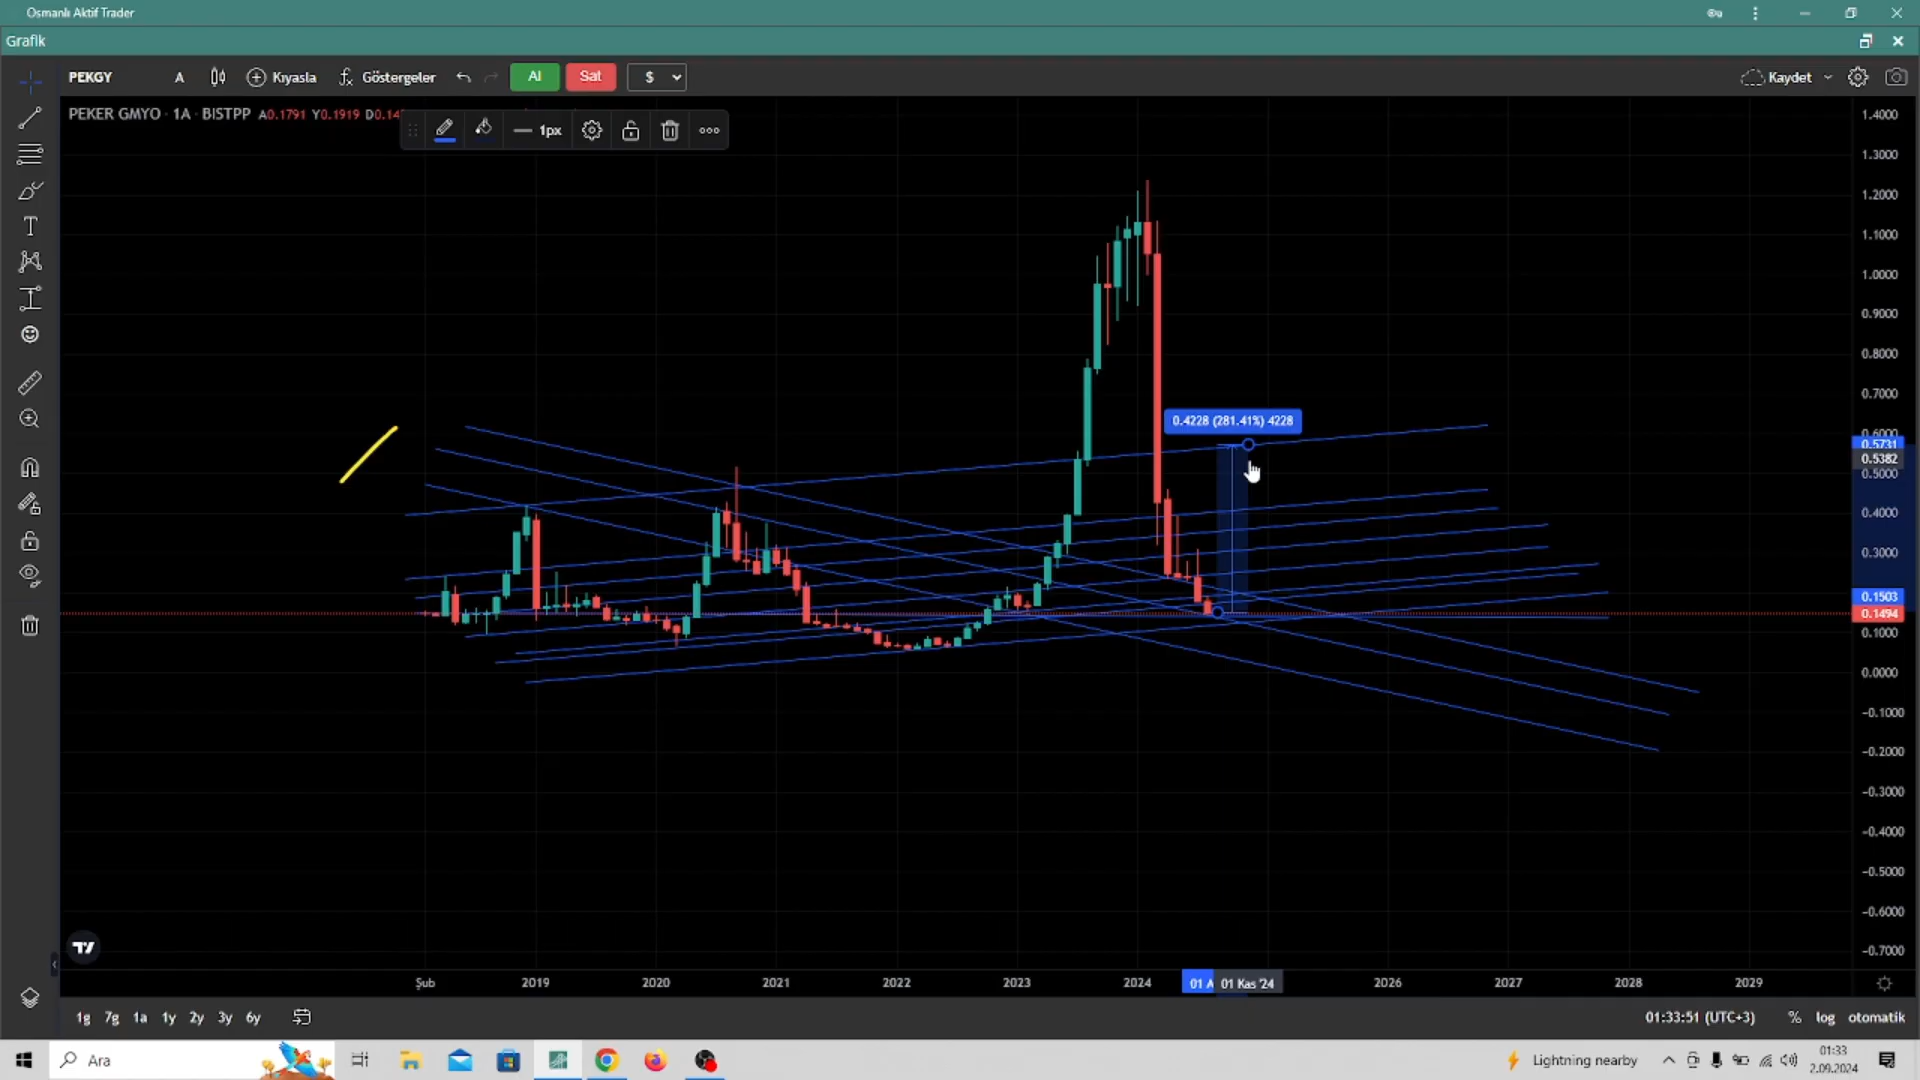 Osmanlı Aktif Trader
Grafik
PEKGY A Kıyasla Göstergeler Al Sat $ Kaydet
PEKER GMYO · 1A · BISTPP A0.1791 Y0.1919
1px
1.4000
1.3000
1.2000
1.1000
1.0000
0.9000
0.8000
0.7000
0.4228 (281.41%) 4228
0.6000
0.5731
0.5382
0.5000
0.4000
0.3000
0.1503
0.1494
0.1000
0.0000
-0.1000
-0.2000
-0.3000
-0.4000
-0.5000
-0.6000
-0.7000
Şub 2019 2020 2021 2022 2023 2024 01 A 01 Kas '24 2026 2027 2028 2029
1g 7g 1a 1y 2y 3y 6y 01:33:51 (UTC+3) % log otomatik
Ara Lightning nearby 01:33
2.09.2024